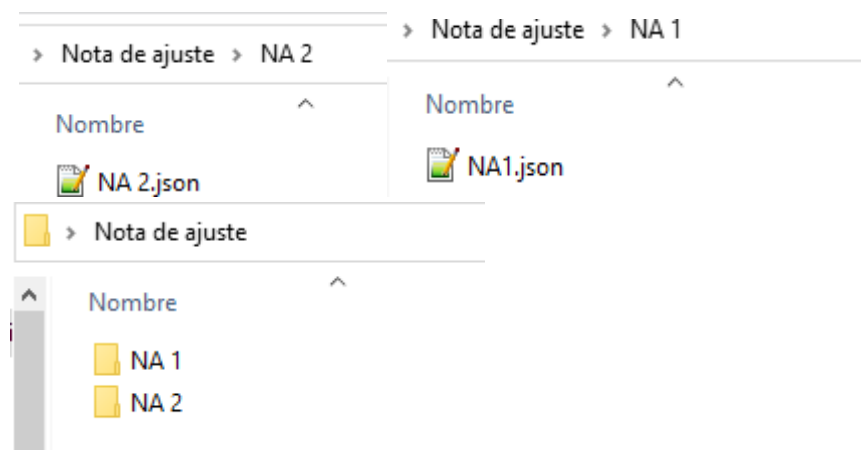 > Nota de ajuste > NA 2
Nombre
NA 2.json
> Nota de ajuste > NA 1
Nombre
NA1.json
> Nota de ajuste
Nombre
NA 1
NA 2